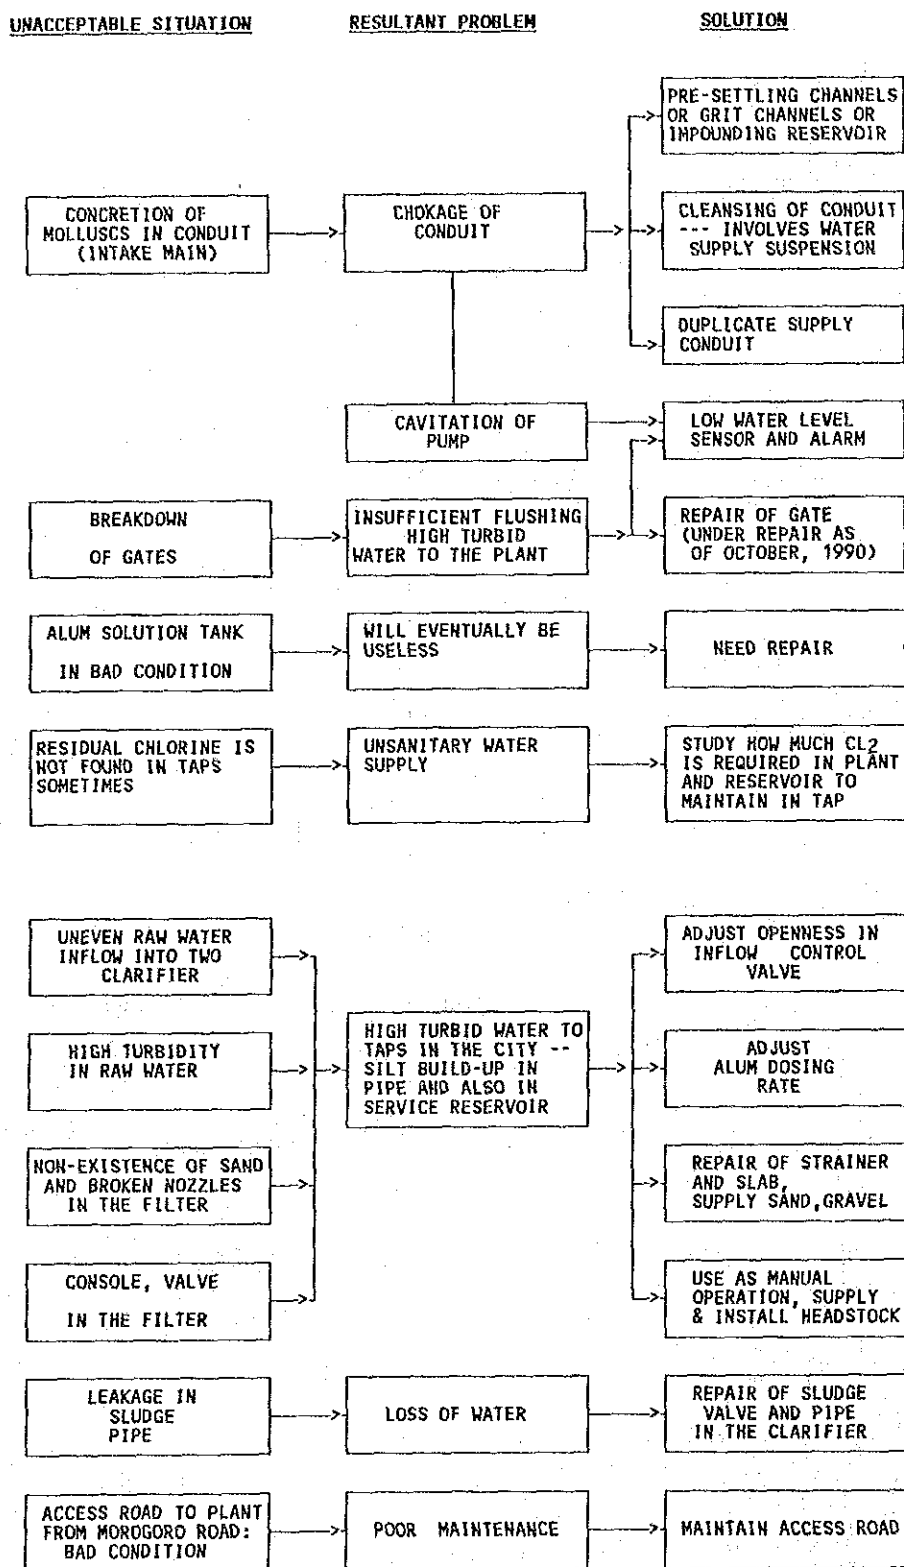 UNACCEPTABLE SITUATION
RESULTANT PROBLEM
SOLUTION
CONCRETION OF
MOLLUSCS IN CONDUIT
(INTAKE MAIN)
CHOKAGE OF
CONDUIT
PRE-SETTLING CHANNELS
OR GRIT CHANNELS OR
IMPOUNDING RESERVOIR
CLEANSING OF CONDUIT
--- INVOLVES WATER
SUPPLY SUSPENSION
DUPLICATE SUPPLY
CONDUIT
CAVITATION OF
PUMP
LOW WATER LEVEL
SENSOR AND ALARM
BREAKDOWN
OF GATES
INSUFFICIENT FLUSHING
HIGH TURBID
WATER TO THE PLANT
REPAIR OF GATE
(UNDER REPAIR AS
OF OCTOBER, 1990)
ALUM SOLUTION TANK
IN BAD CONDITION
WILL EVENTUALLY BE
USELESS
NEED REPAIR
RESIDUAL CHLORINE IS
NOT FOUND IN TAPS
SOMETIMES
UNSANITARY WATER
SUPPLY
STUDY HOW MUCH CL2
IS REQUIRED IN PLANT
AND RESERVOIR TO
MAINTAIN IN TAP
UNEVEN RAW WATER
INFLOW INTO TWO
CLARIFIER
HIGH TURBIDITY
IN RAW WATER
NON-EXISTENCE OF SAND
AND BROKEN NOZZLES
IN THE FILTER
CONSOLE, VALVE
IN THE FILTER
HIGH TURBID WATER TO
TAPS IN THE CITY --
SILT BUILD-UP IN
PIPE AND ALSO IN
SERVICE RESERVOIR
ADJUST OPENNESS IN
INFLOW CONTROL
VALVE
ADJUST
ALUM DOSING
RATE
REPAIR OF STRAINER
AND SLAB,
SUPPLY SAND,GRAVEL
USE AS MANUAL
OPERATION, SUPPLY
& INSTALL HEADSTOCK
LEAKAGE IN
SLUDGE
PIPE
LOSS OF WATER
REPAIR OF SLUDGE
VALVE AND PIPE
IN THE CLARIFIER
ACCESS ROAD TO PLANT
FROM MOROGORO ROAD:
BAD CONDITION
POOR MAINTENANCE
MAINTAIN ACCESS ROAD